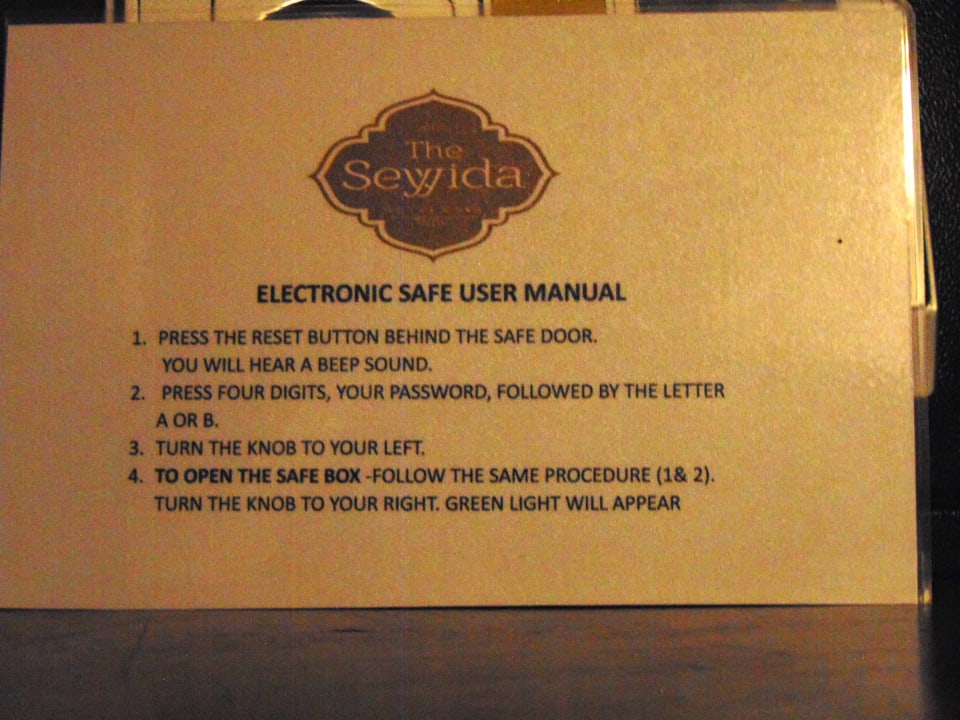 The
Seyyida
ELECTRONIC SAFE USER MANUAL
1. PRESS THE RESET BUTTON BEHIND THE SAFE DOOR.
YOU WILL HEAR A BEEP SOUND.
2. PRESS FOUR DIGITS, YOUR PASSWORD, FOLLOWED BY THE LETTER
A OR B.
3. TURN THE KNOB TO YOUR LEFT.
4. TO OPEN THE SAFE BOX -FOLLOW THE SAME PROCEDURE (1& 2).
TURN THE KNOB TO YOUR RIGHT. GREEN LIGHT WILL APPEAR